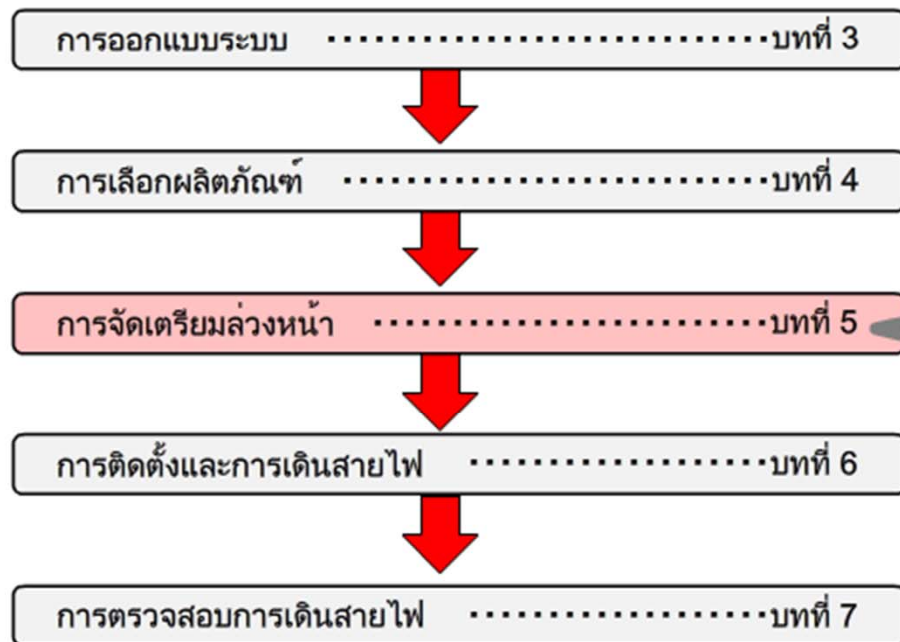 การออกแบบระบบ ............................บทที่ 3
การเลือกผลิตภัณฑ์ ...........................บทที่ 4
การจัดเตรียมล่วงหน้า .........................บทที่ 5
การติดตั้งและการเดินสายไฟ ...................บทที่ 6
การตรวจสอบการเดินสายไฟ ...................บทที่ 7